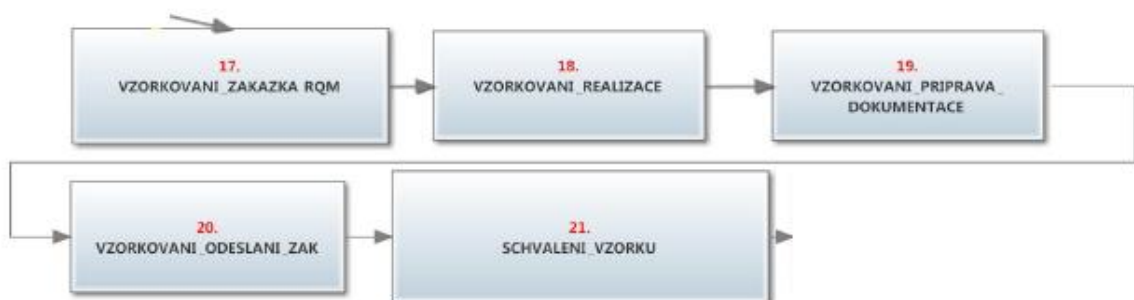 17.
VZORKOVANI_ZAKAZKA RQM
18.
VZORKOVANI_REALIZACE
19.
VZORKOVANI_PRIPRAVA_
DOKUMENTACE
20.
VZORKOVANI_ODESLANI_ZAK
21.
SCHVALENI_VZORKU